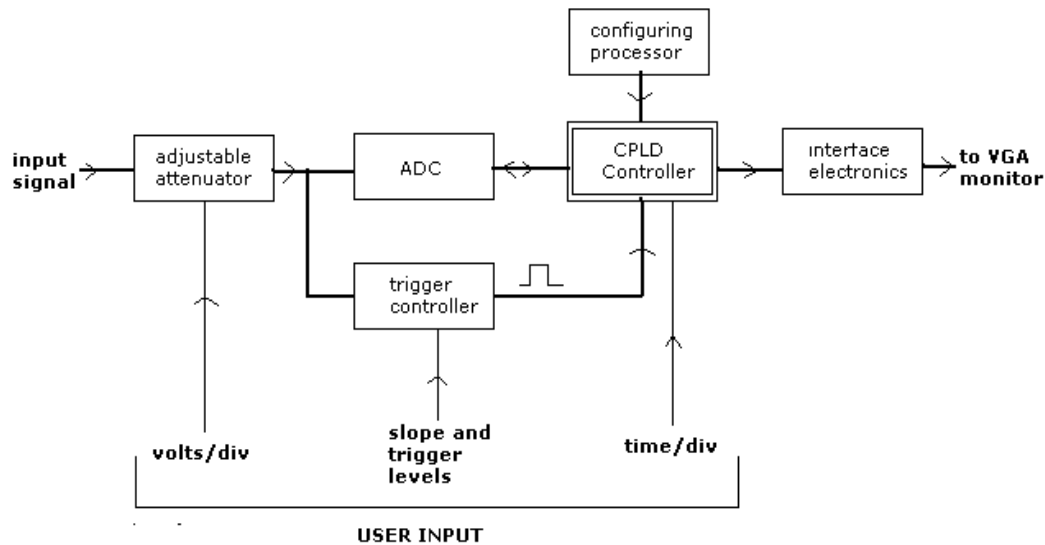 configuring
processor
input
signal
adjustable
attenuator
ADC
CPLD
Controller
interface
electronics
to VGA
monitor
trigger
controller
volts/div
slope and
trigger
levels
time/div
USER INPUT